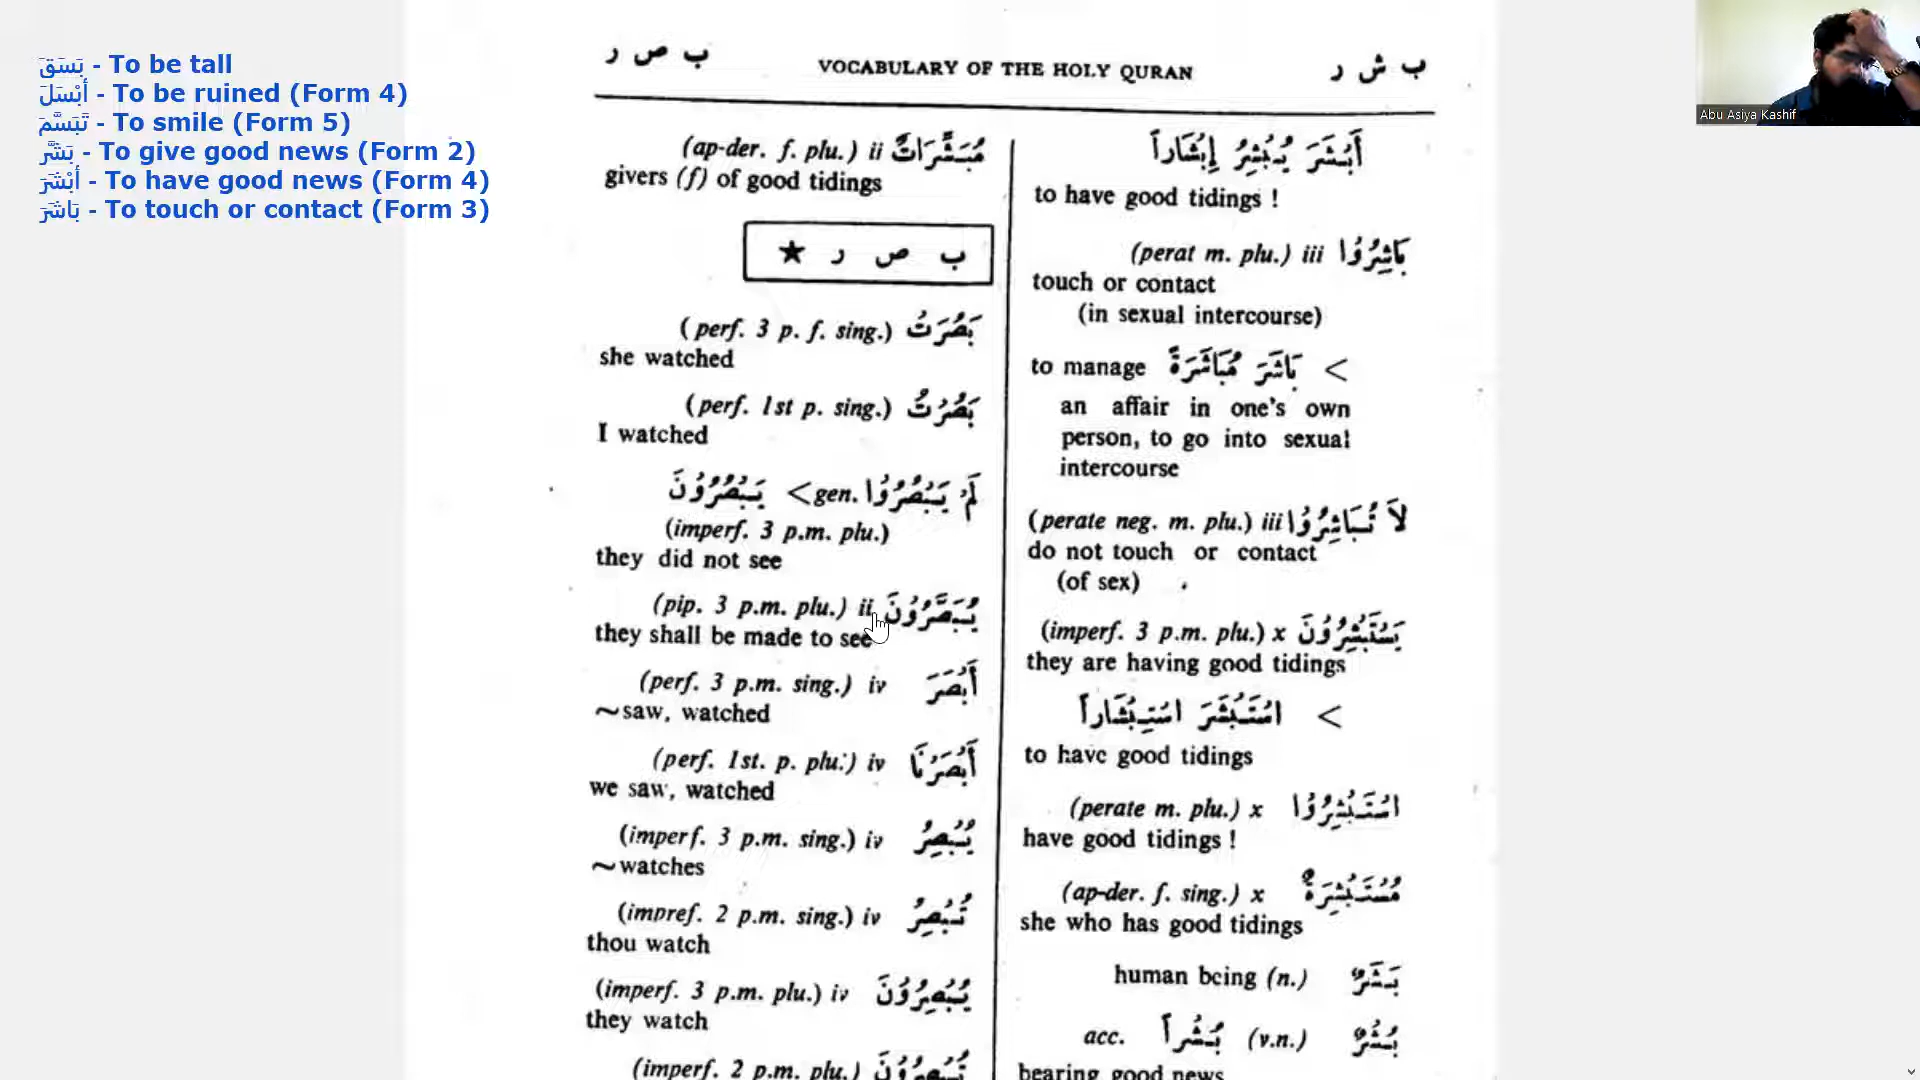 بَسَقَ - To be tall
أَبْسَلَ - To be ruined (Form 4)
تَبَسَّمَ - To smile (Form 5)
بَشَّرَ - To give good news (Form 2)
أَبْشَرَ - To have good news (Form 4)
بَاشَرَ - To touch or contact (Form 3)
ب ص ر
VOCABULARY OF THE HOLY QURAN
ب ش ر
أَبْشَرَ يُبْشِرُ إِبْشَاراً
to have good tidings !
بَاشِرُوْا (perat m. plu.) iii
touch or contact
(in sexual intercourse)
< بَاشَرَ مُبَاشَرَةً to manage
an affair in one's own
person, to go into sexual
intercourse
لاَ تُبَاشِرُوْا (perate neg. m. plu.) iii
do not touch or contact
(of sex)
يَسْتَبْشِرُوْنَ (imperf. 3 p.m. plu.) x
they are having good tidings
< اسْتَبْشَرَ اسْتِبْشَاراً
to have good tidings
اسْتَبْشِرُوْا (perate m. plu.) x
have good tidings !
مُسْتَبْشِرَةٌ (ap-der. f. sing.) x
she who has good tidings
بَشَرٌ human being (n.)
بُشْرٌ (v.n.) بُشْراً acc.
bearing good news
مُبَشِّرَاتٌ (ap-der. f. plu.) ii
givers (f) of good tidings
ب ص ر ★
بَصُرَتْ (perf. 3 p. f. sing.)
she watched
بَصُرْتُ (perf. 1st p. sing.)
I watched
لَمْ يَبْصُرُوْا gen. < يَبْصُرُوْنَ
(imperf. 3 p.m. plu.)
they did not see
يُبَصَّرُوْنَ (pip. 3 p.m. plu.) ii
they shall be made to see
أَبْصَرَ (perf. 3 p.m. sing.) iv
~saw, watched
أَبْصَرْنَا (perf. 1st. p. plu.) iv
we saw, watched
يُبْصِرُ (imperf. 3 p.m. sing.) iv
~watches
تُبْصِرُ (impref. 2 p.m. sing.) iv
thou watch
يُبْصِرُوْنَ (imperf. 3 p.m. plu.) iv
they watch
تُبْصِرُوْنَ (imperf. 2 p.m. plu.)
Abu Asiya Kashif